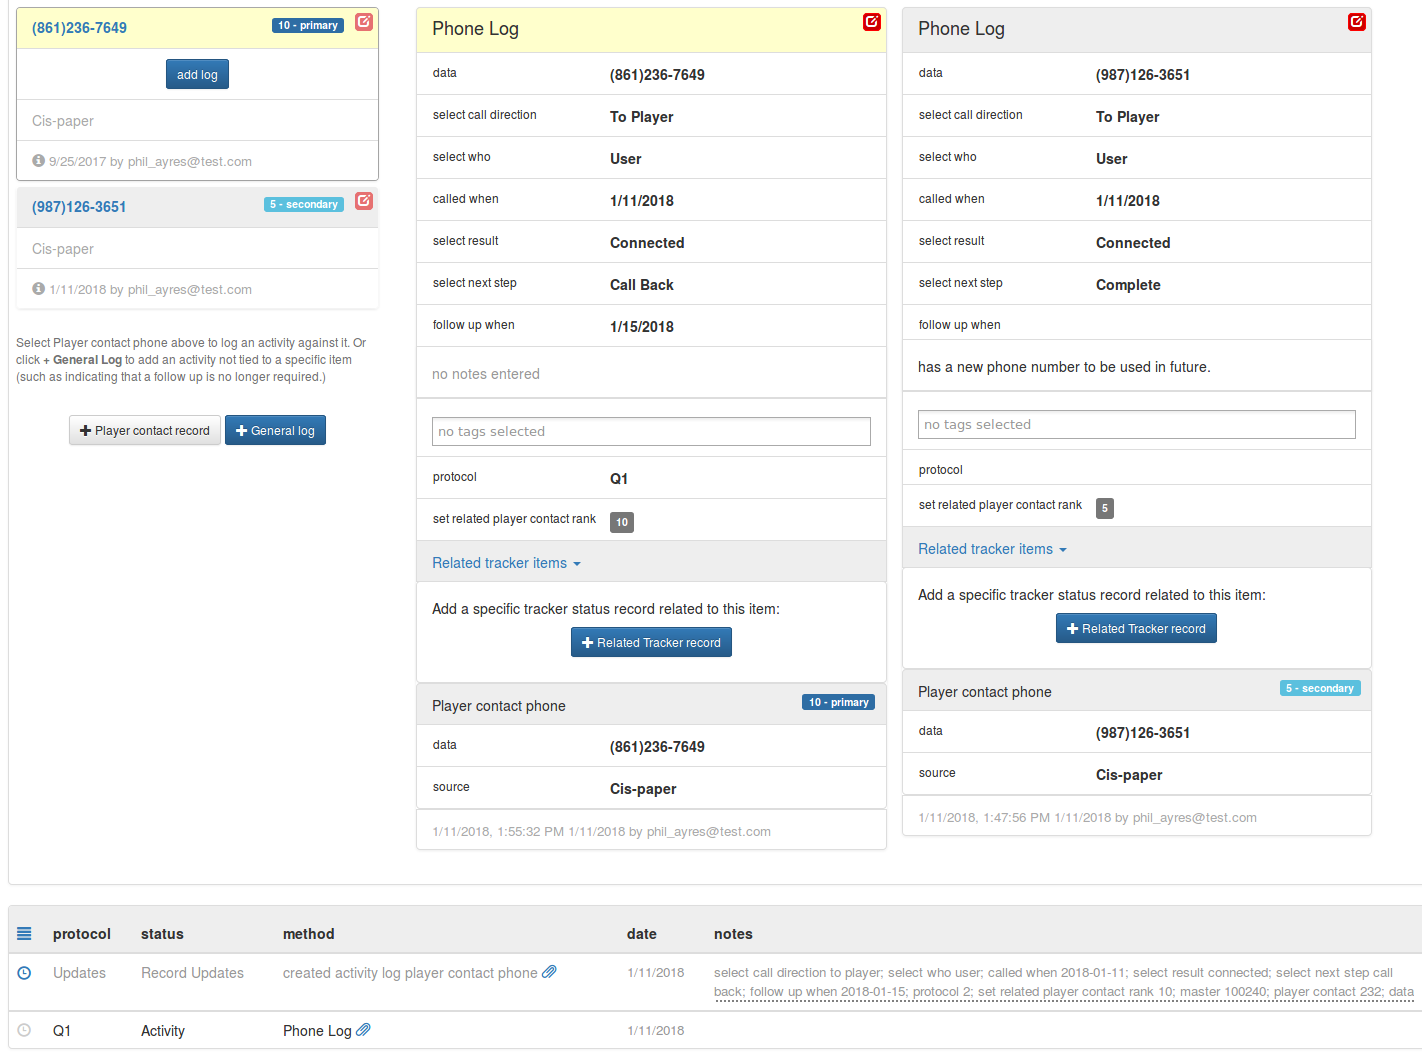 (861)236-7649
10 - primary
add log
Cis-paper
9/25/2017 by phil_ayres@test.com
(987)126-3651
5 - secondary
Cis-paper
1/11/2018 by phil_ayres@test.com
Select Player contact phone above to log an activity against it. Or
click + General Log to add an activity not tied to a specific item
(such as indicating that a follow up is no longer required.)
Player contact record
General log
Phone Log
data (861)236-7649
select call direction To Player
select who User
called when 1/11/2018
select result Connected
select next step Call Back
follow up when 1/15/2018
no notes entered
no tags selected
protocol Q1
set related player contact rank 10
Related tracker items
Add a specific tracker status record related to this item:
Related Tracker record
Player contact phone 10 - primary
data (861)236-7649
source Cis-paper
1/11/2018, 1:55:32 PM 1/11/2018 by phil_ayres@test.com
Phone Log
data (987)126-3651
select call direction To Player
select who User
called when 1/11/2018
select result Connected
select next step Complete
follow up when
has a new phone number to be used in future.
no tags selected
protocol
set related player contact rank 5
Related tracker items
Add a specific tracker status record related to this item:
Related Tracker record
Player contact phone 5 - secondary
data (987)126-3651
source Cis-paper
1/11/2018, 1:47:56 PM 1/11/2018 by phil_ayres@test.com
protocol status method date notes
Updates Record Updates created activity log player contact phone 1/11/2018 select call direction to player; select who user; called when 2018-01-11; select result connected; select next step call
back; follow up when 2018-01-15; protocol 2; set related player contact rank 10; master 100240; player contact 232; data
Q1 Activity Phone Log 1/11/2018